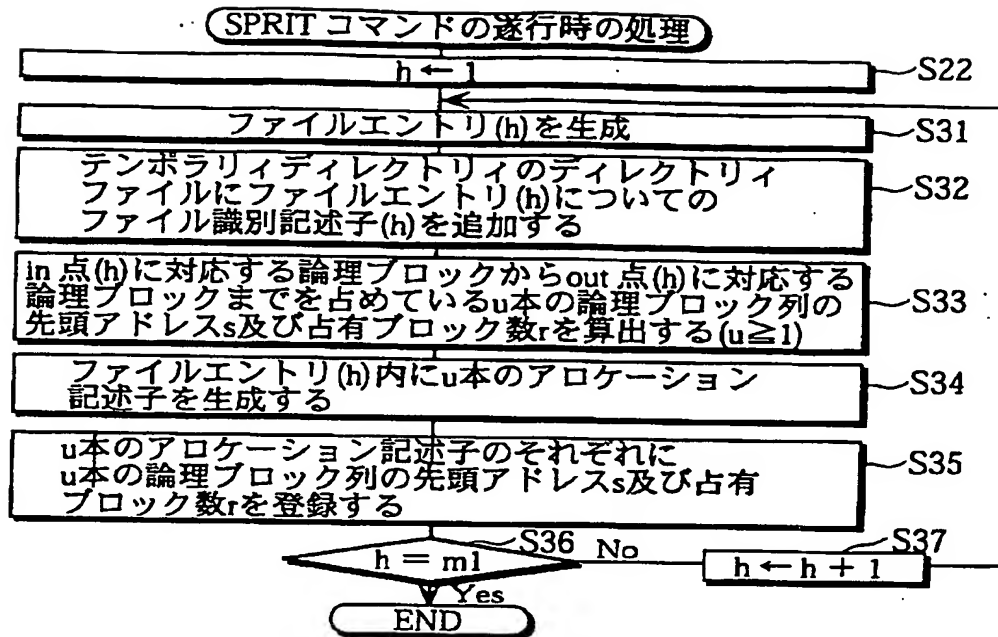 SPRIT コマンドの遂行時の処理
h ← 1
S22
ファイルエントリ(h)を生成
S31
テンポラリィディレクトリィのディレクトリィ
ファイルにファイルエントリ(h)についての
ファイル識別記述子(h)を追加する
S32
in 点(h)に対応する論理ブロックからout 点(h)に対応する
論理ブロックまでを占めているu本の論理ブロック列の
先頭アドレスs及び占有ブロック数rを算出する(u≧1)
S33
ファイルエントリ(h)内にu本のアロケーション
記述子を生成する
S34
u本のアロケーション記述子のそれぞれに
u本の論理ブロック列の先頭アドレスs及び占有
ブロック数rを登録する
S35
h = m1
S36
No
h ← h + 1
S37
Yes
END